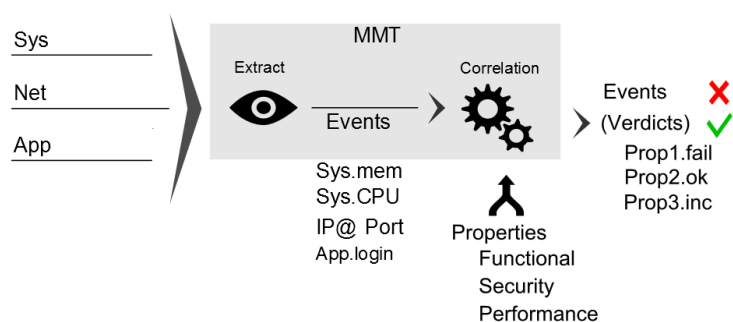 Sys
Net
App
MMT
Extract
Events
Correlation
Sys.mem
Sys.CPU
IP@ Port
App.login
Properties
Functional
Security
Performance
Events
(Verdicts)
Prop1.fail
Prop2.ok
Prop3.inc